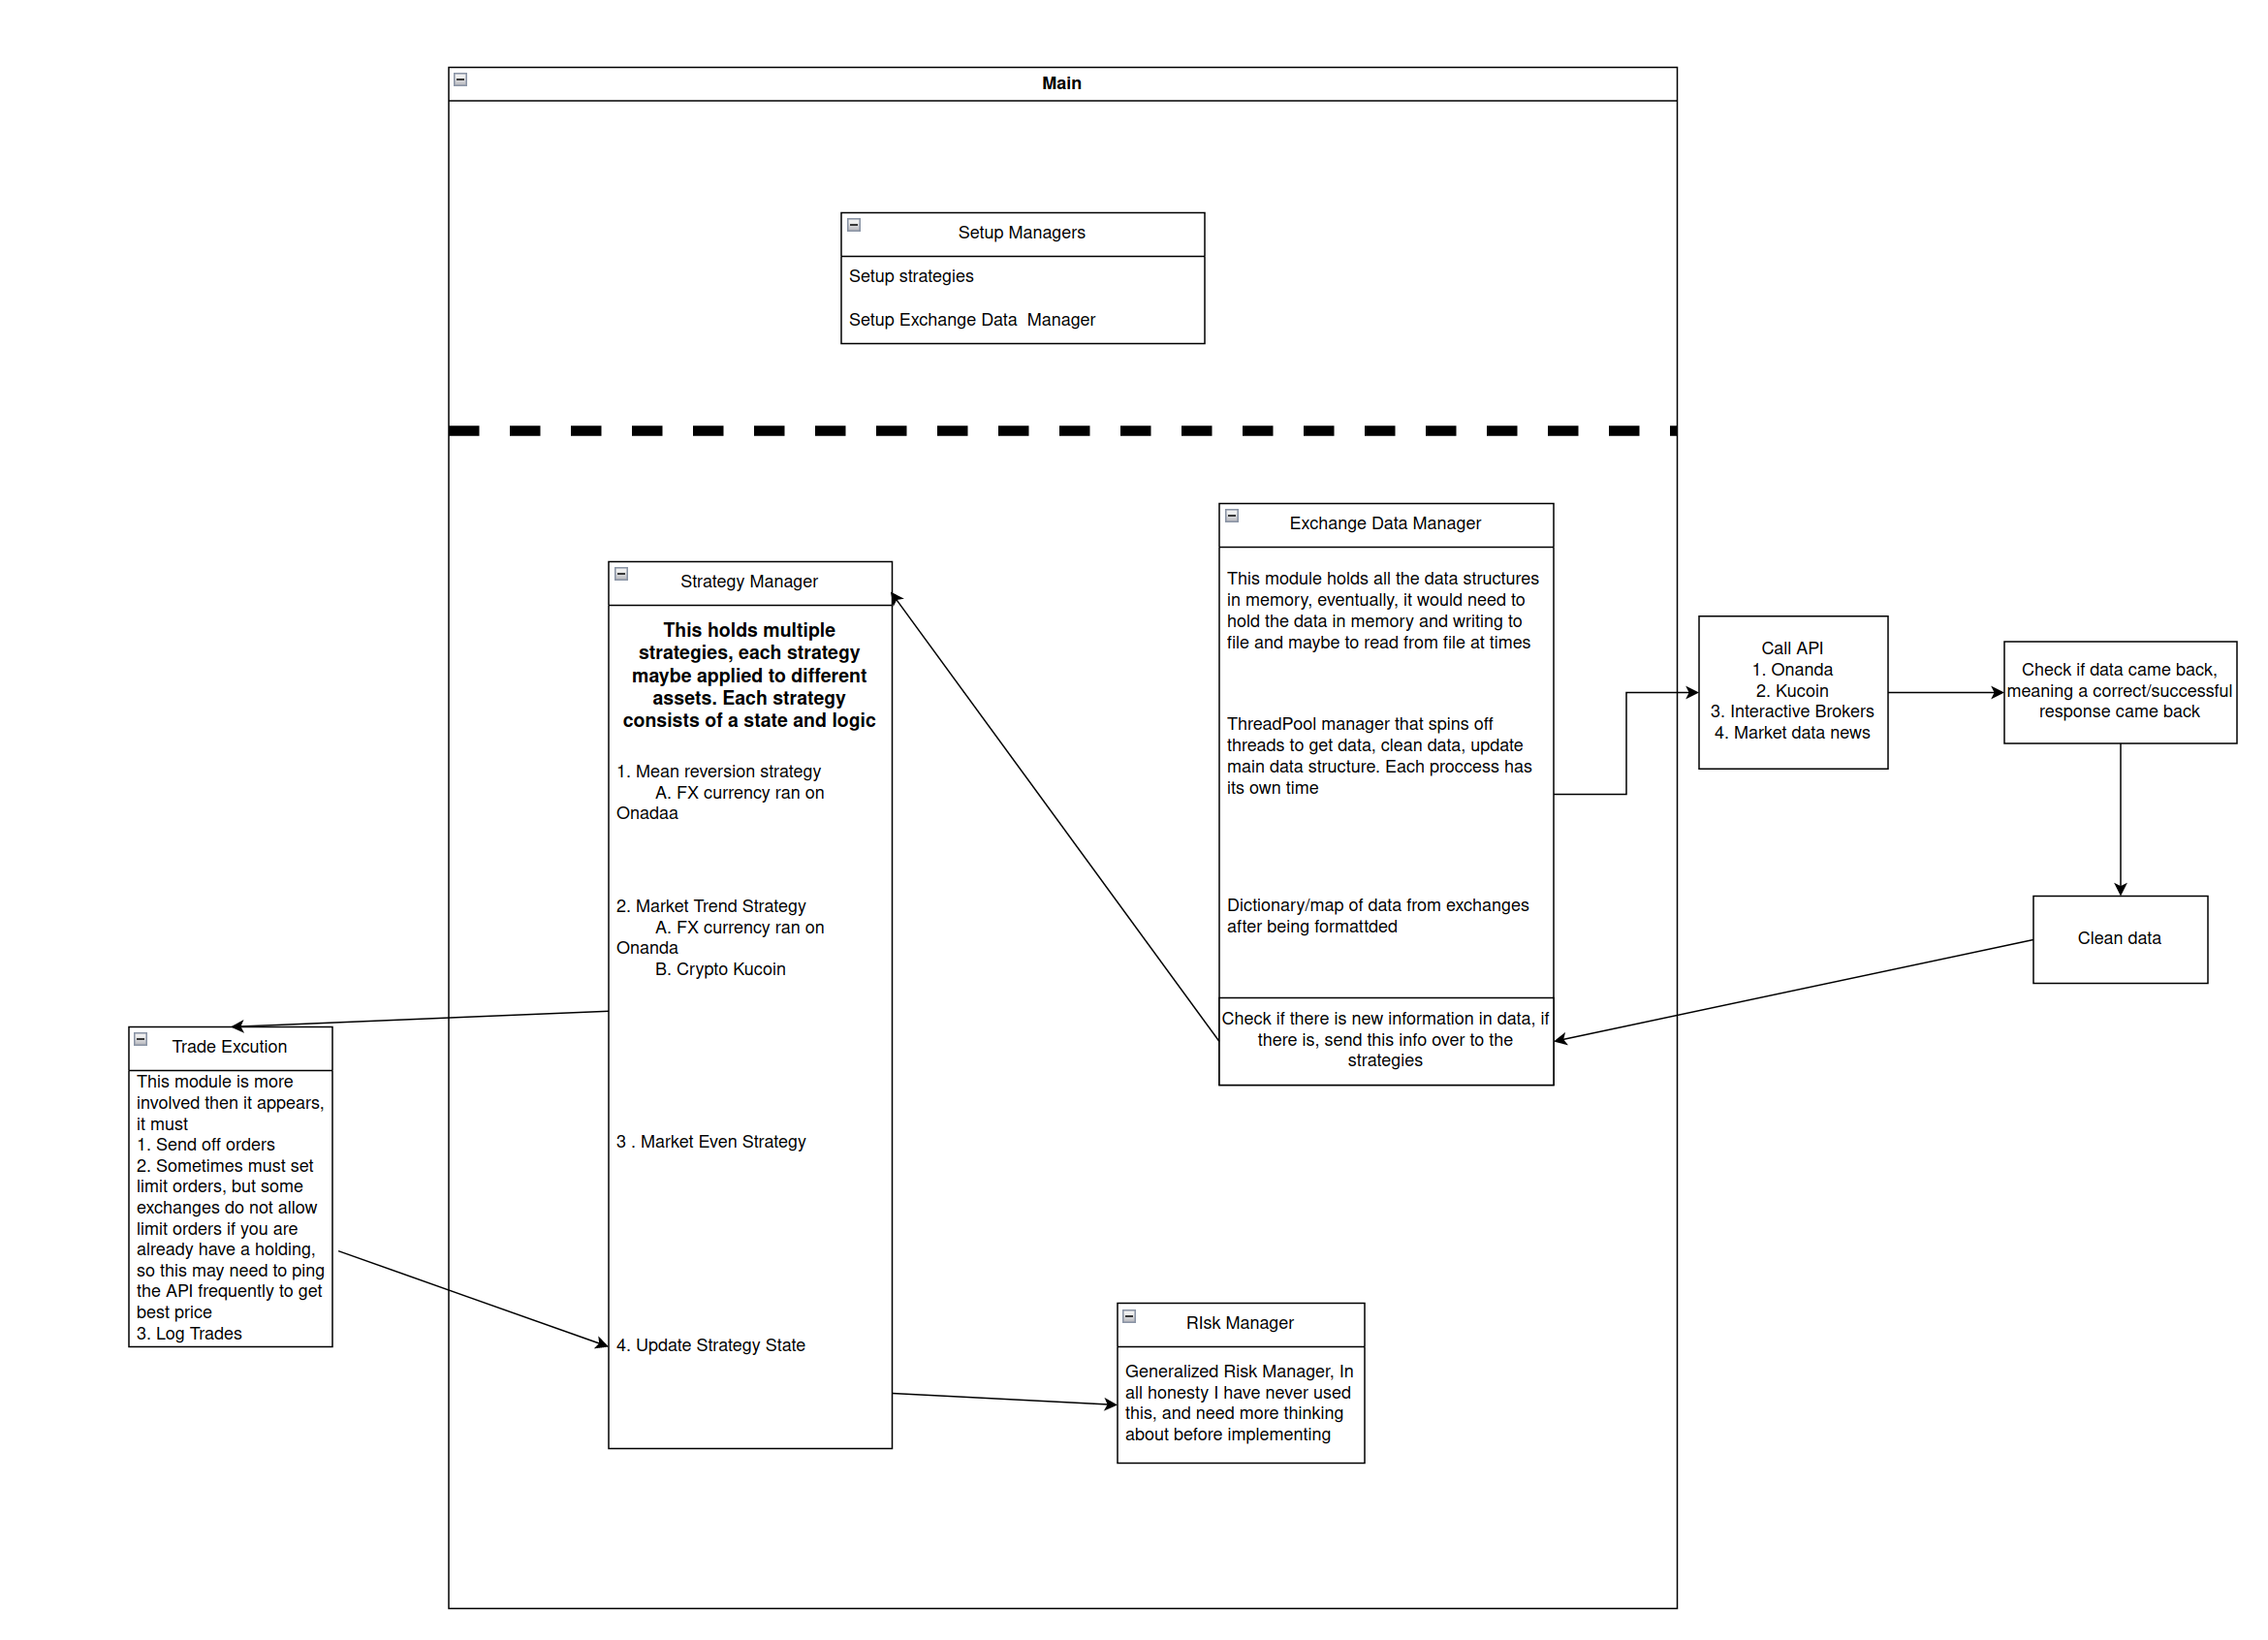 Main
Setup Managers
Setup strategies
Setup Exchange Data  Manager
Exchange Data Manager
This module holds all the data structures
in memory, eventually, it would need to
hold the data in memory and writing to
file and maybe to read from file at times
ThreadPool manager that spins off
threads to get data, clean data, update
main data structure. Each proccess has
its own time
Dictionary/map of data from exchanges
after being formattded
Check if there is new information in data, if
there is, send this info over to the
strategies
Strategy Manager
This holds multiple
strategies, each strategy
maybe applied to different
assets. Each strategy
consists of a state and logic
1. Mean reversion strategy
A. FX currency ran on
Onadaa
2. Market Trend Strategy
A. FX currency ran on
Onanda
B. Crypto Kucoin
3 . Market Even Strategy
4. Update Strategy State
Call API
1. Onanda
2. Kucoin
3. Interactive Brokers
4. Market data news
Check if data came back,
meaning a correct/successful
response came back
Clean data
Trade Excution
This module is more
involved then it appears,
it must
1. Send off orders
2. Sometimes must set
limit orders, but some
exchanges do not allow
limit orders if you are
already have a holding,
so this may need to ping
the API frequently to get
best price
3. Log Trades
RIsk Manager
Generalized Risk Manager, In
all honesty I have never used
this, and need more thinking
about before implementing